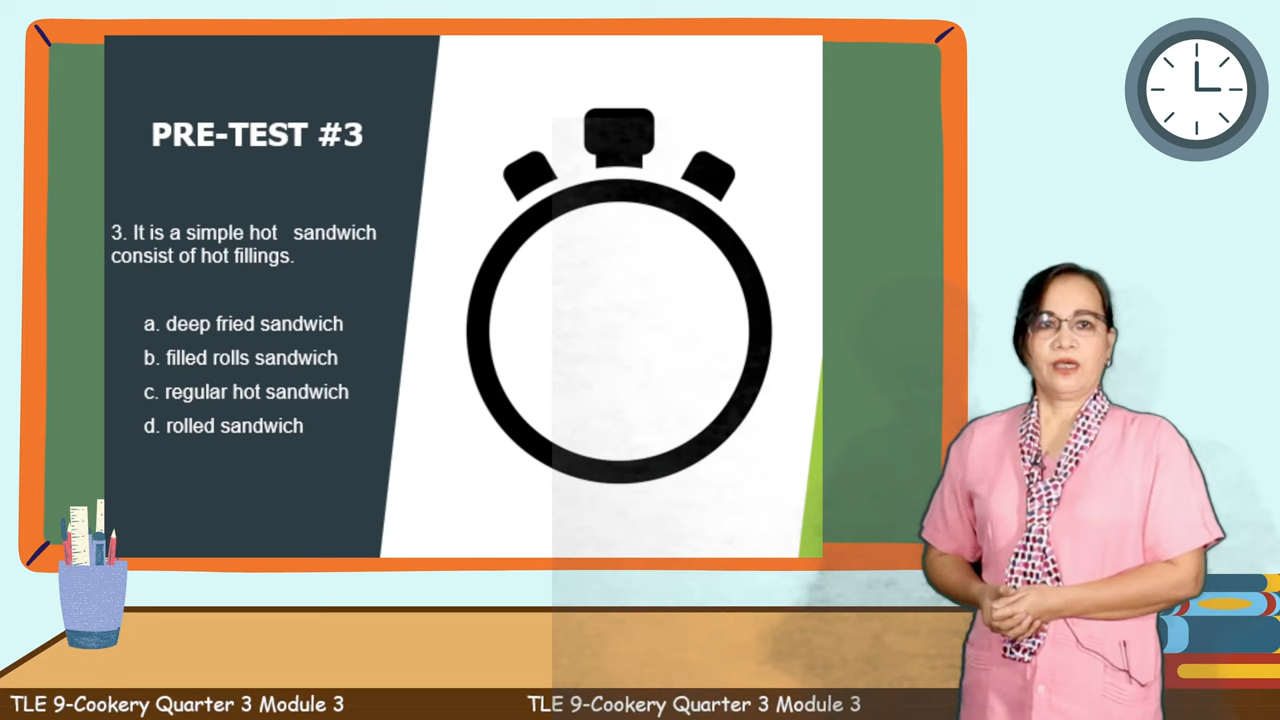 PRE-TEST #3
3. It is a simple hot sandwich
consist of hot fillings.
a. deep fried sandwich
b. filled rolls sandwich
c. regular hot sandwich
d. rolled sandwich
TLE 9-Cookery Quarter 3 Module 3
TLE 9-Cookery Quarter 3 Module 3